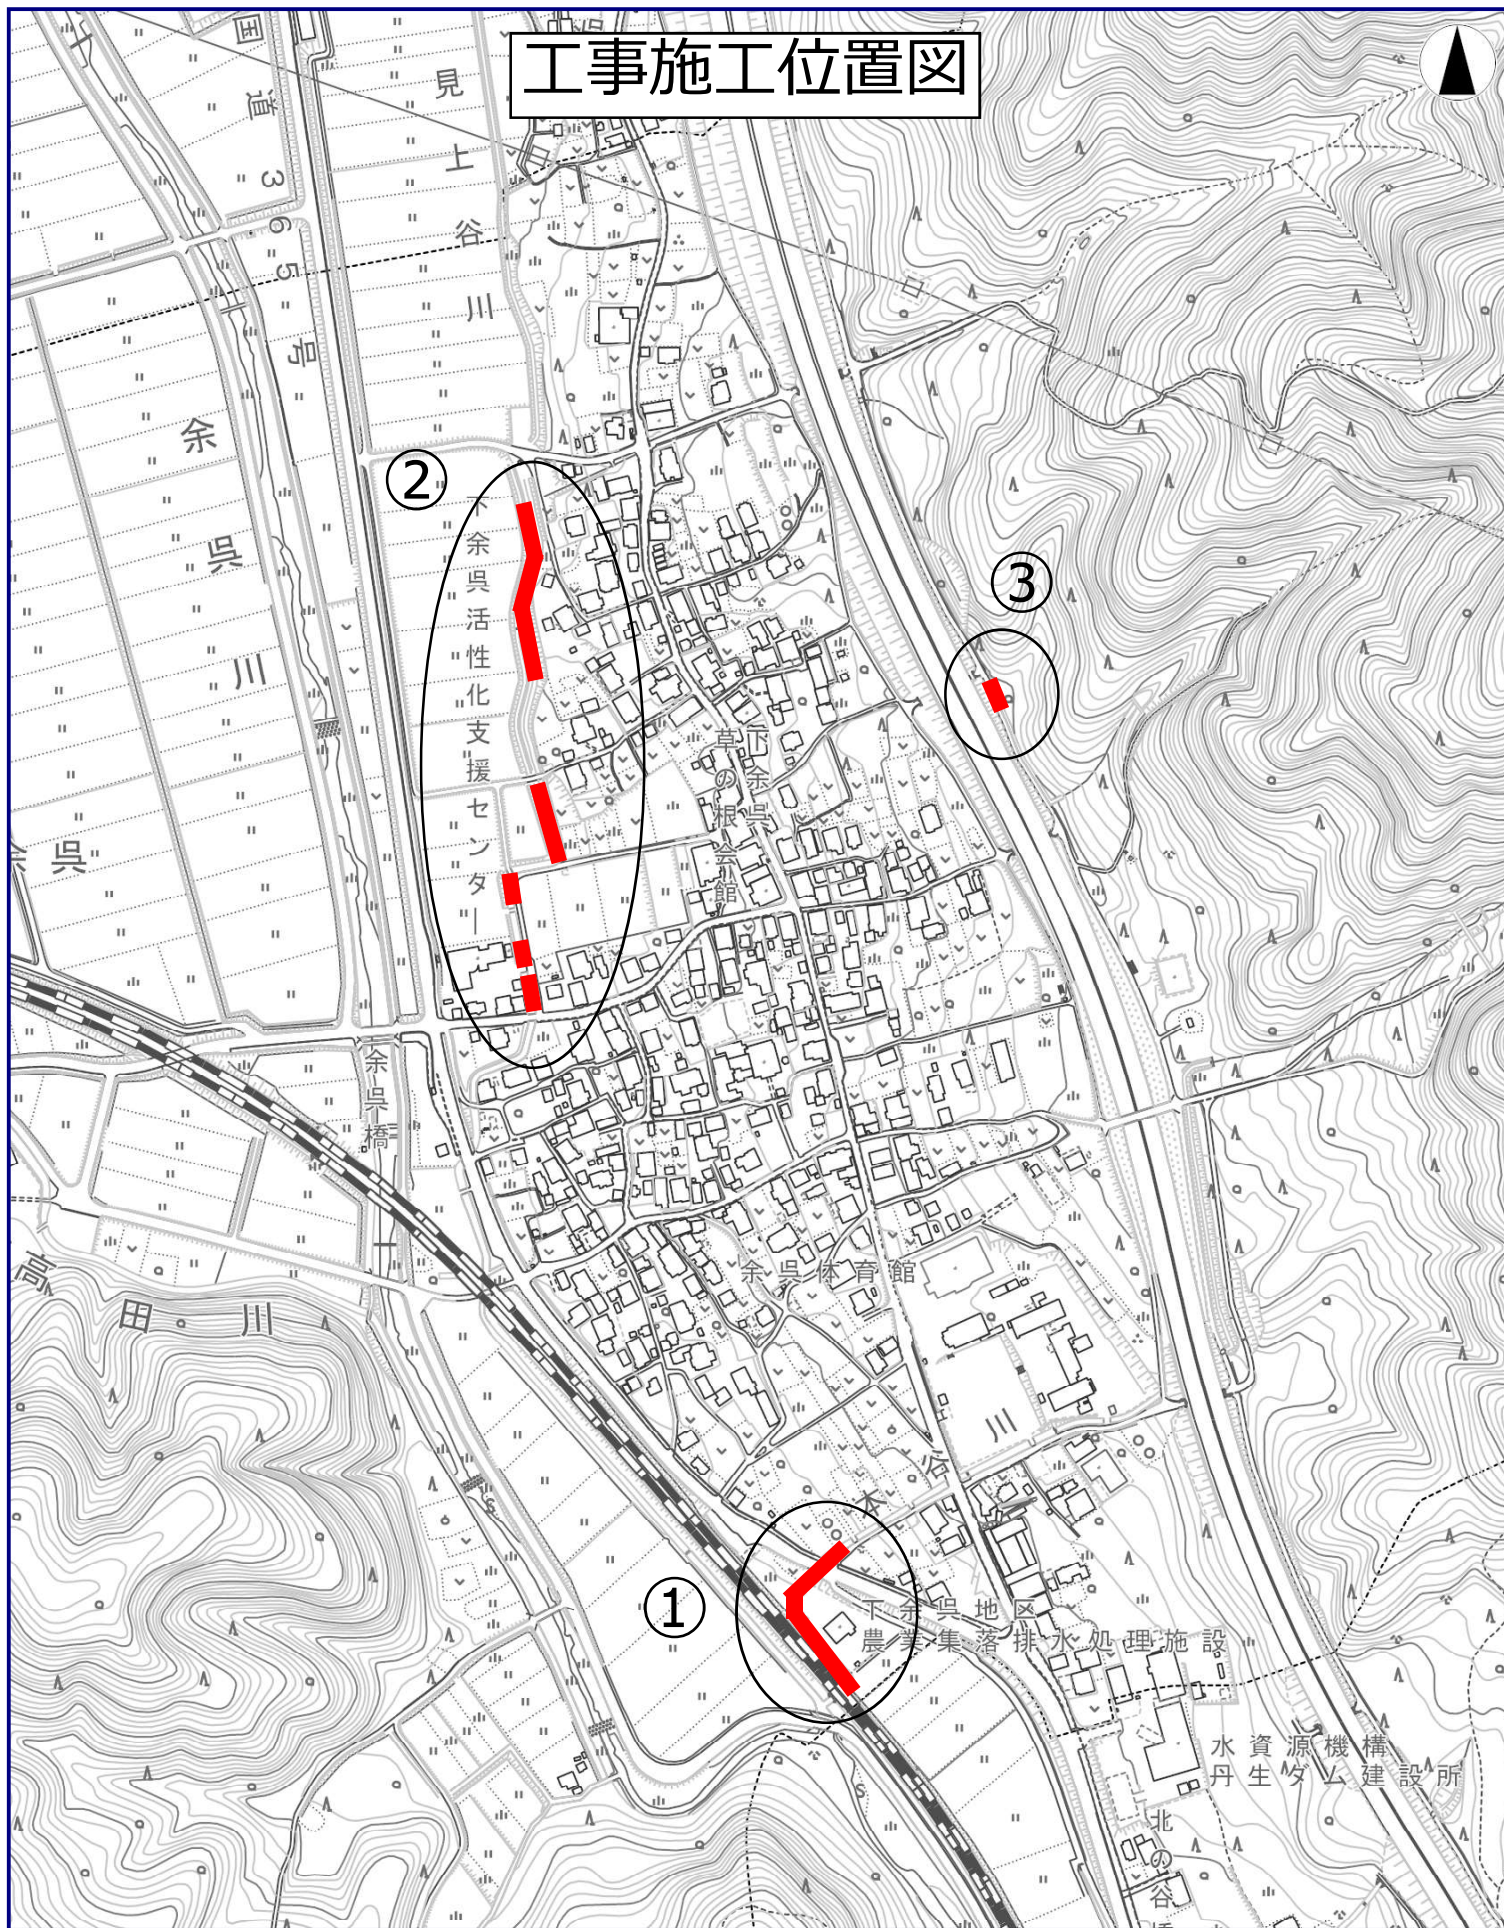 工事施工位置図
国道365号
見上谷川
余呉川
②
下余呉活性化支援センター
③
下余呉
草の根会館
余呉
余呉橋
高田川
余呉体育館
本谷川
①
下余呉地区
農業集落排水処理施設
水資源機構
丹生ダム建設所
北の谷橋